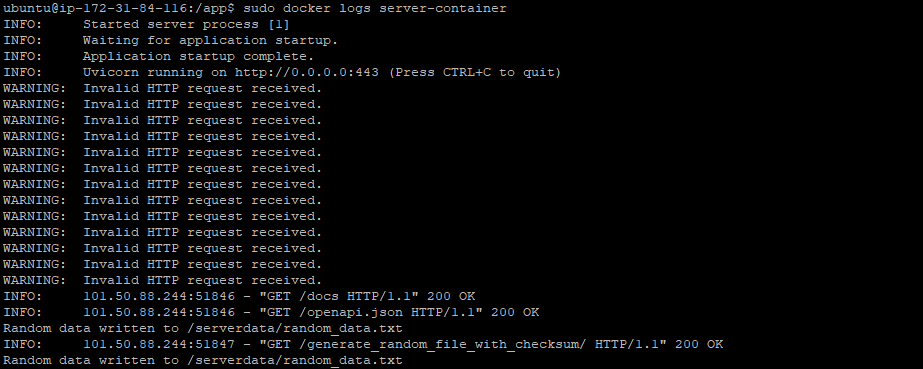 ubuntu@ip-172-31-84-116:/app$ sudo docker logs server-container
INFO:     Started server process [1]
INFO:     Waiting for application startup.
INFO:     Application startup complete.
INFO:     Uvicorn running on http://0.0.0.0:443 (Press CTRL+C to quit)
WARNING:  Invalid HTTP request received.
WARNING:  Invalid HTTP request received.
WARNING:  Invalid HTTP request received.
WARNING:  Invalid HTTP request received.
WARNING:  Invalid HTTP request received.
WARNING:  Invalid HTTP request received.
WARNING:  Invalid HTTP request received.
WARNING:  Invalid HTTP request received.
WARNING:  Invalid HTTP request received.
WARNING:  Invalid HTTP request received.
WARNING:  Invalid HTTP request received.
WARNING:  Invalid HTTP request received.
WARNING:  Invalid HTTP request received.
INFO:     101.50.88.244:51846 - "GET /docs HTTP/1.1" 200 OK
INFO:     101.50.88.244:51846 - "GET /openapi.json HTTP/1.1" 200 OK
Random data written to /serverdata/random_data.txt
INFO:     101.50.88.244:51847 - "GET /generate_random_file_with_checksum/ HTTP/1.1" 200 OK
Random data written to /serverdata/random_data.txt